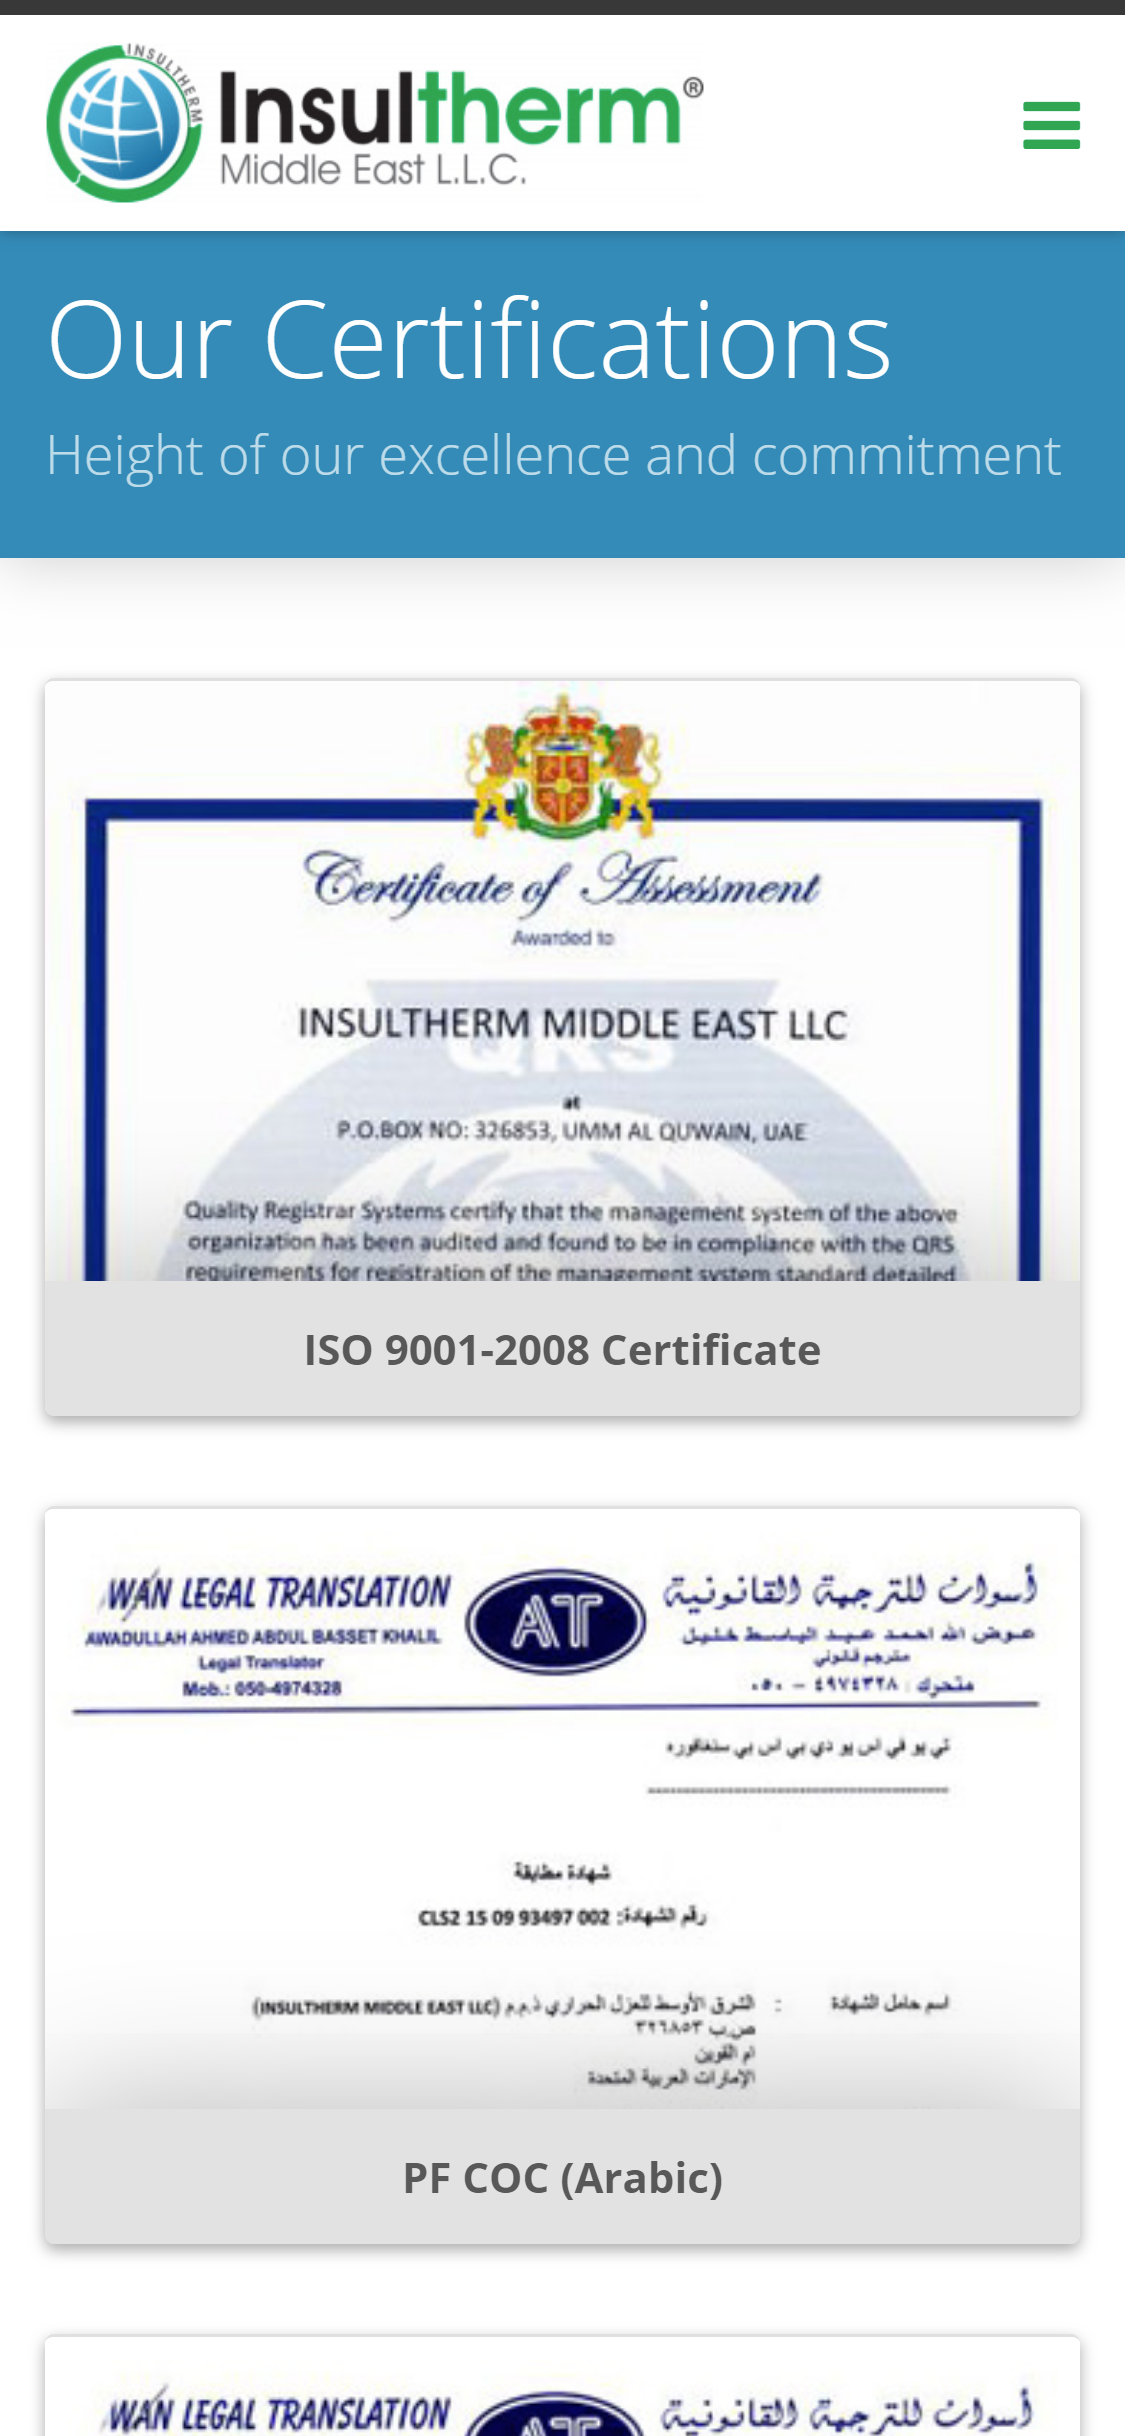 INSULTHERM
Insultherm®
Middle East L.L.C.
Our Certifications
Height of our excellence and commitment
Certificate of Assessment
Awarded to
INSULTHERM MIDDLE EAST LLC
QRS
at
P.O.BOX NO: 326853, UMM AL QUWAIN, UAE
Quality Registrar Systems certify that the management system of the above
organization has been audited and found to be in compliance with the QRS
requirements for registration of the management system standard detailed
ISO 9001-2008 Certificate
WAN LEGAL TRANSLATION
AWADULLAH AHMED ABDUL BASSET KHALIL
Legal Translator
Mob.: 050-4974328
AT
أسوان للترجمة القانونية
عوض الله احمد عبد الباسط خليل
مترجم قانوني
متحرك : ٤٩٧٤٣٢٨ - ٠٥٠
تي يو في اس يو دي بي اس بي سنغافوره
شهادة مطابقة
رقم الشهادة: CLS2 15 09 93497 002
اسم حامل الشهادة : الشرق الأوسط للعزل الحراري ذ.م.م (INSULTHERM MIDDLE EAST LLC)
ص.ب ٣٢٦٨٥٣
ام القوين
الإمارات العربية المتحدة
PF COC (Arabic)
WAN LEGAL TRANSLATION
AT
أسوان للترجمة القانونية